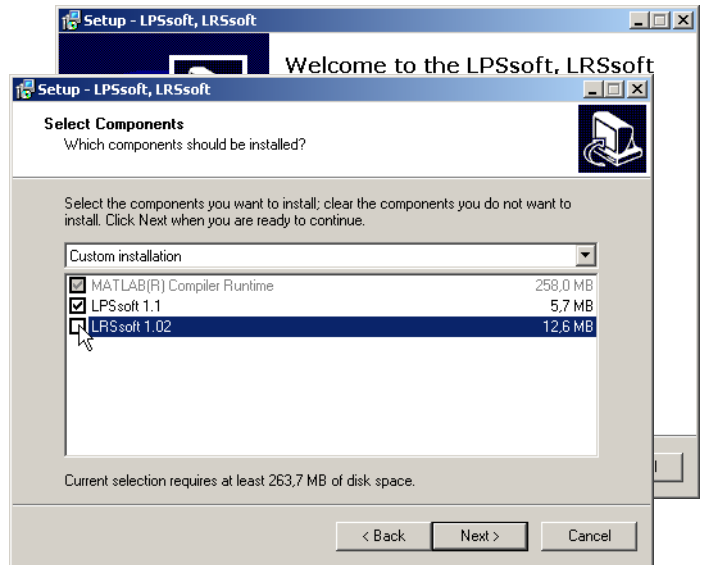 Setup - LPSsoft, LRSsoft
Welcome to the LPSsoft, LRSsoft
Setup - LPSsoft, LRSsoft
Select Components
Which components should be installed?
Select the components you want to install; clear the components you do not want to
install. Click Next when you are ready to continue.
Custom installation
MATLAB(R) Compiler Runtime 258,0 MB
LPSsoft 1.1 5,7 MB
LRSsoft 1.02 12,6 MB
Current selection requires at least 263,7 MB of disk space.
< Back Next > Cancel